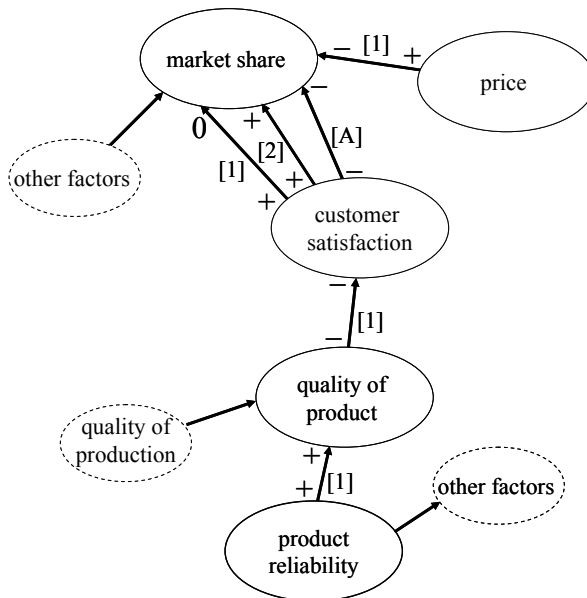 market share
− [1] +
price
−
0
+
[A]
[2]
[1]
other factors
+
+
−
customer
satisfaction
−
[1]
−
quality of
product
quality of
production
+
+ [1]
other factors
product
reliability